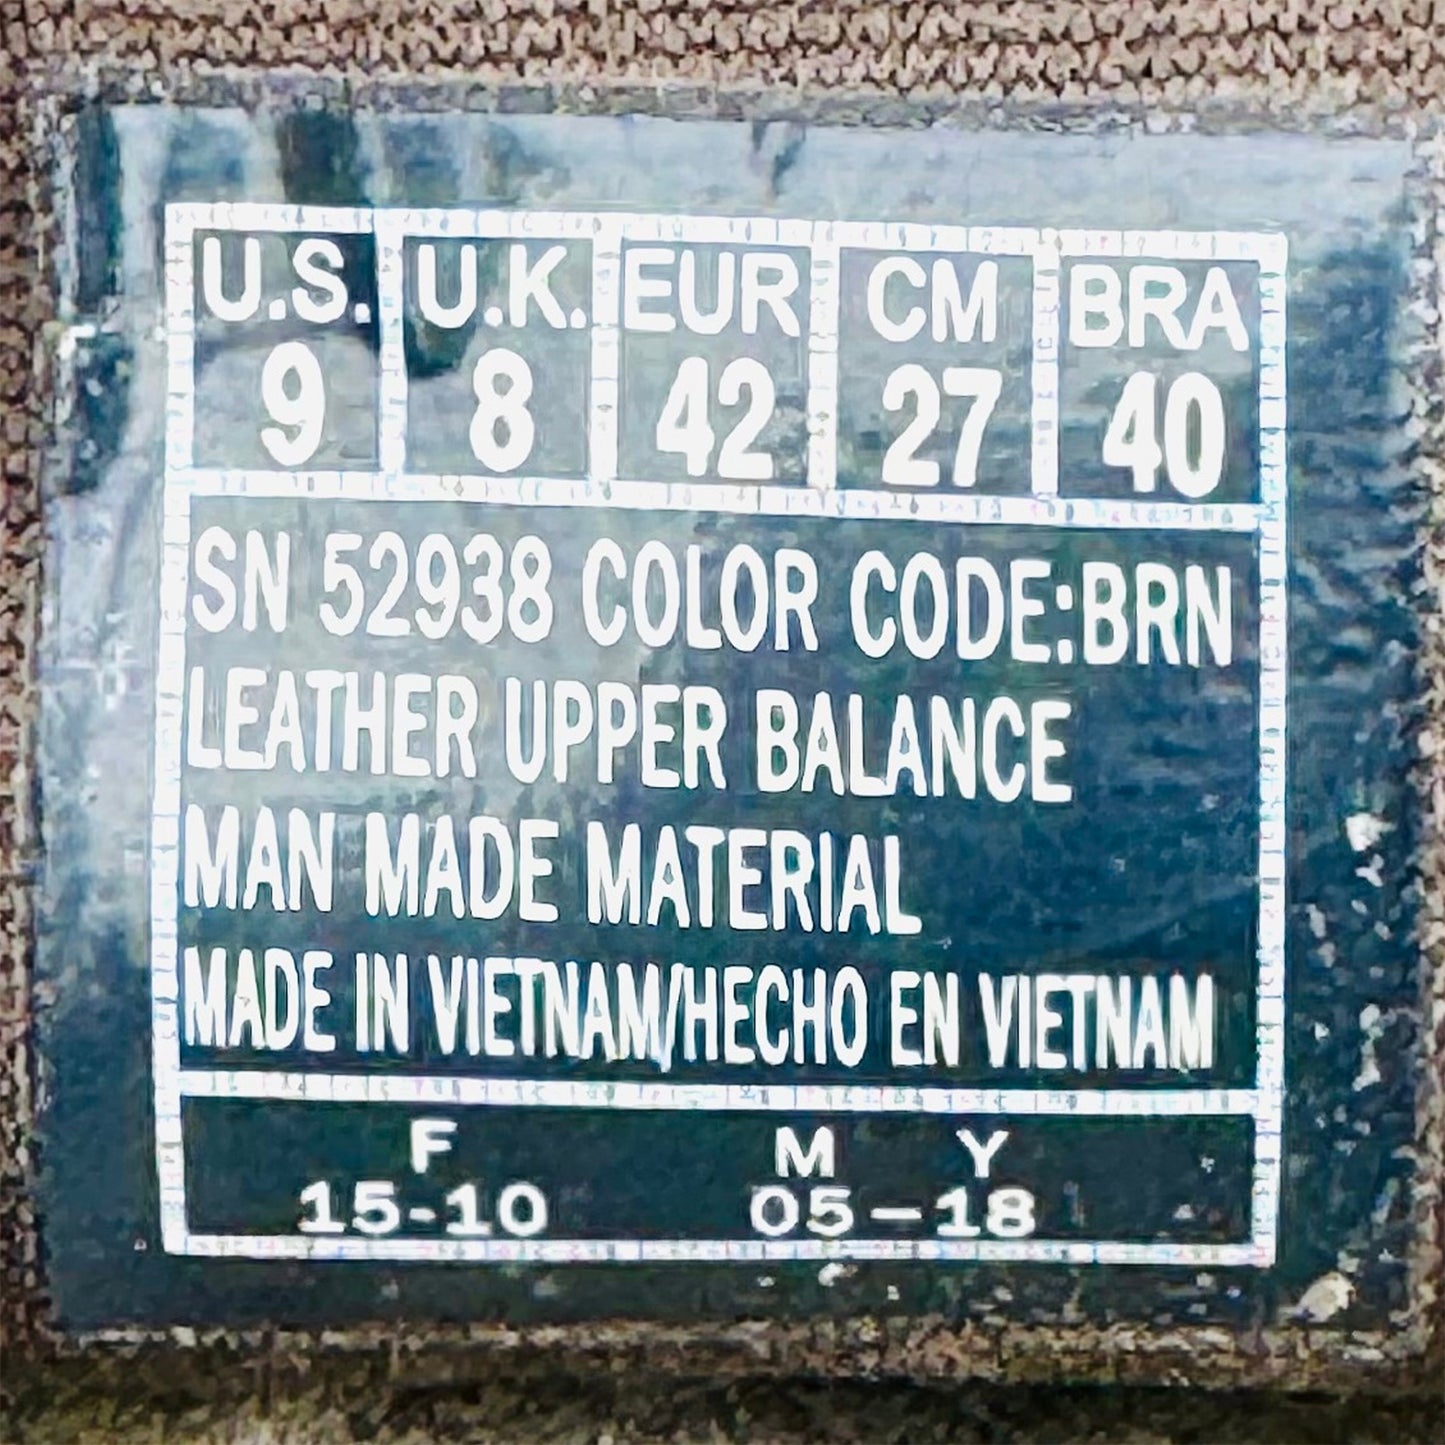 U.S. U.K. EUR CM BRA
9 8 42 27 40
SN 52938 COLOR CODE:BRN
LEATHER UPPER BALANCE
MAN MADE MATERIAL
MADE IN VIETNAM/HECHO EN VIETNAM
F M Y
15-10 05-18